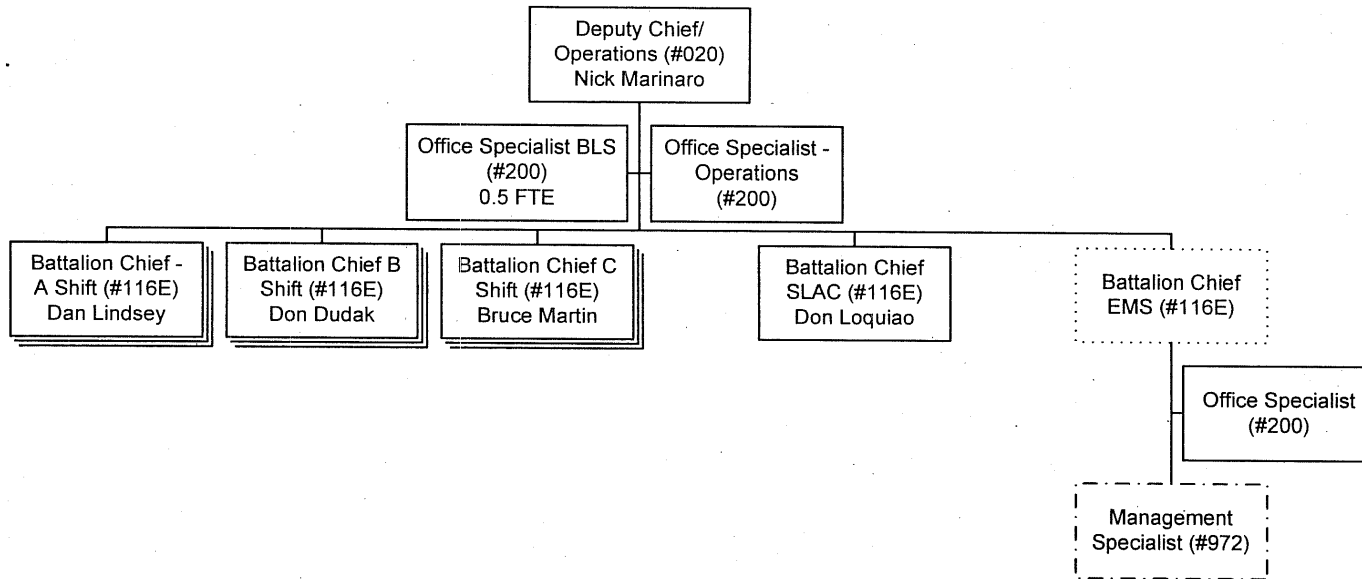 Deputy Chief/
Operations (#020)
Nick Marinaro
Office Specialist BLS
(#200)
0.5 FTE
Office Specialist -
Operations
(#200)
Battalion Chief -
A Shift (#116E)
Dan Lindsey
Battalion Chief B
Shift (#116E)
Don Dudak
Battalion Chief C
Shift (#116E)
Bruce Martin
Battalion Chief
SLAC (#116E)
Don Loquiao
Battalion Chief
EMS (#116E)
Office Specialist
(#200)
Management
Specialist (#972)